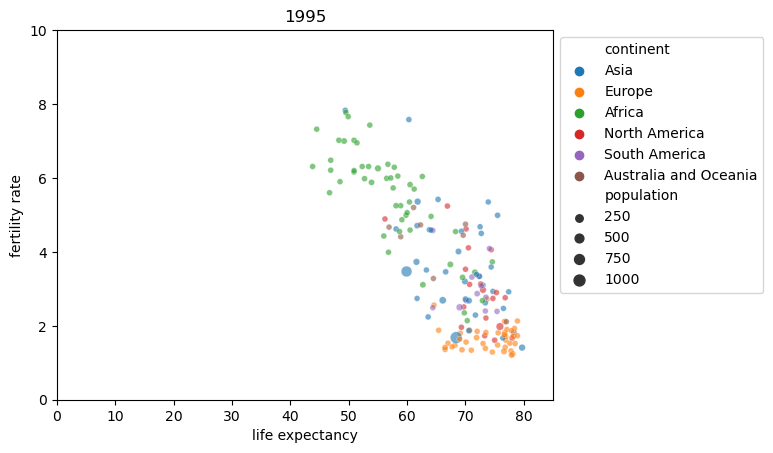 1995
10
8
6
4
2
0
fertility rate
0 10 20 30 40 50 60 70 80
life expectancy
continent
Asia
Europe
Africa
North America
South America
Australia and Oceania
population
250
500
750
1000